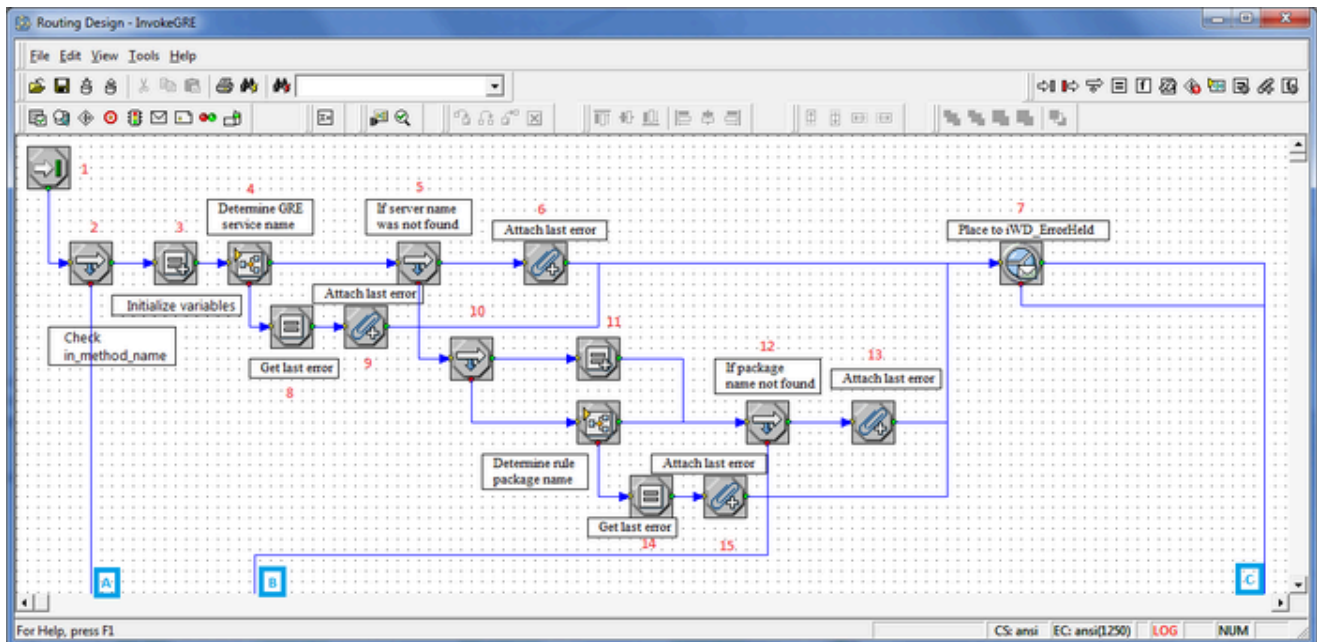 Routing Design - InvokeGRE
File Edit View Tools Help
1
4
5
Determine GRE
service name
If server name
was not found
6
7
2
3
Attach last error
Place to iWD_ErrorHeld
Initialize variables
Attach last error
10
11
Check
in_method_name
12
13
Get last error
9
If package
name not found
Attach last error
8
Determine rule
package name
Attach last error
Get last error
14
15
A
B
C
For Help, press F1
CS: ansi
EC: ansi(1250)
LOG
NUM